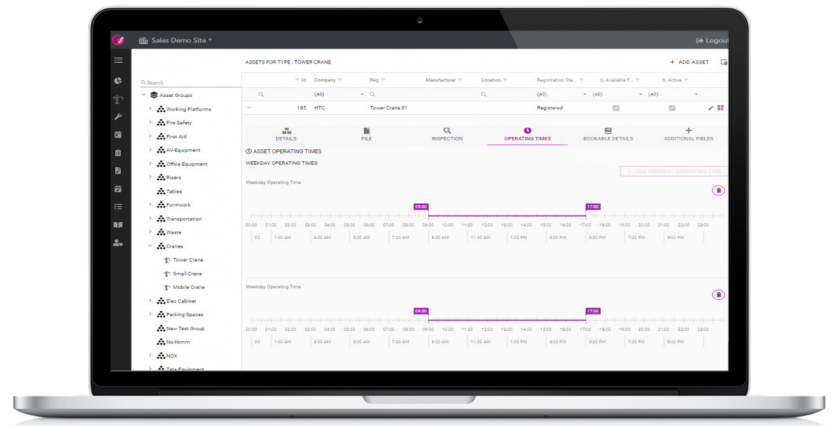 Sales Demo Site
Logout
ASSETS FOR TYPE : TOWER CRANE
+ ADD ASSET
Search
Id Company Reg Manufacturer Location Registration Sta... Is Available F... Is Active
(All) (All) (All) (All)
185 HTC Tower Crane 01 Registered
Asset Groups
Working Platforms
Fire Safety
First Aid
AV-Equipment
Office Equipment
Risers
Tables
Formwork
Transportation
Waste
Cranes
Tower Crane
Small Crane
Mobile Crane
Elec Cabinet
Parking Spaces
New Test Group
No-Nrmm
NOX
DETAILS FILE INSPECTION OPERATING TIMES BOOKABLE DETAILS ADDITIONAL FIELDS
ASSET OPERATING TIMES
WEEKDAY OPERATING TIMES
+ ADD WEEKDAY OPERATING TIME
Weekday Operating Time
09:00 17:00
00:00 01:00 02:00 03:00 04:00 05:00 06:00 07:00 08:00 09:00 10:00 11:00 12:00 13:00 14:00 15:00 16:00 17:00 18:00 19:00 20:00 21:00 22:00 23:00
Weekday Operating Time
09:00 17:00
00:00 01:00 02:00 03:00 04:00 05:00 06:00 07:00 08:00 09:00 10:00 11:00 12:00 13:00 14:00 15:00 16:00 17:00 18:00 19:00 20:00 21:00 22:00 23:00